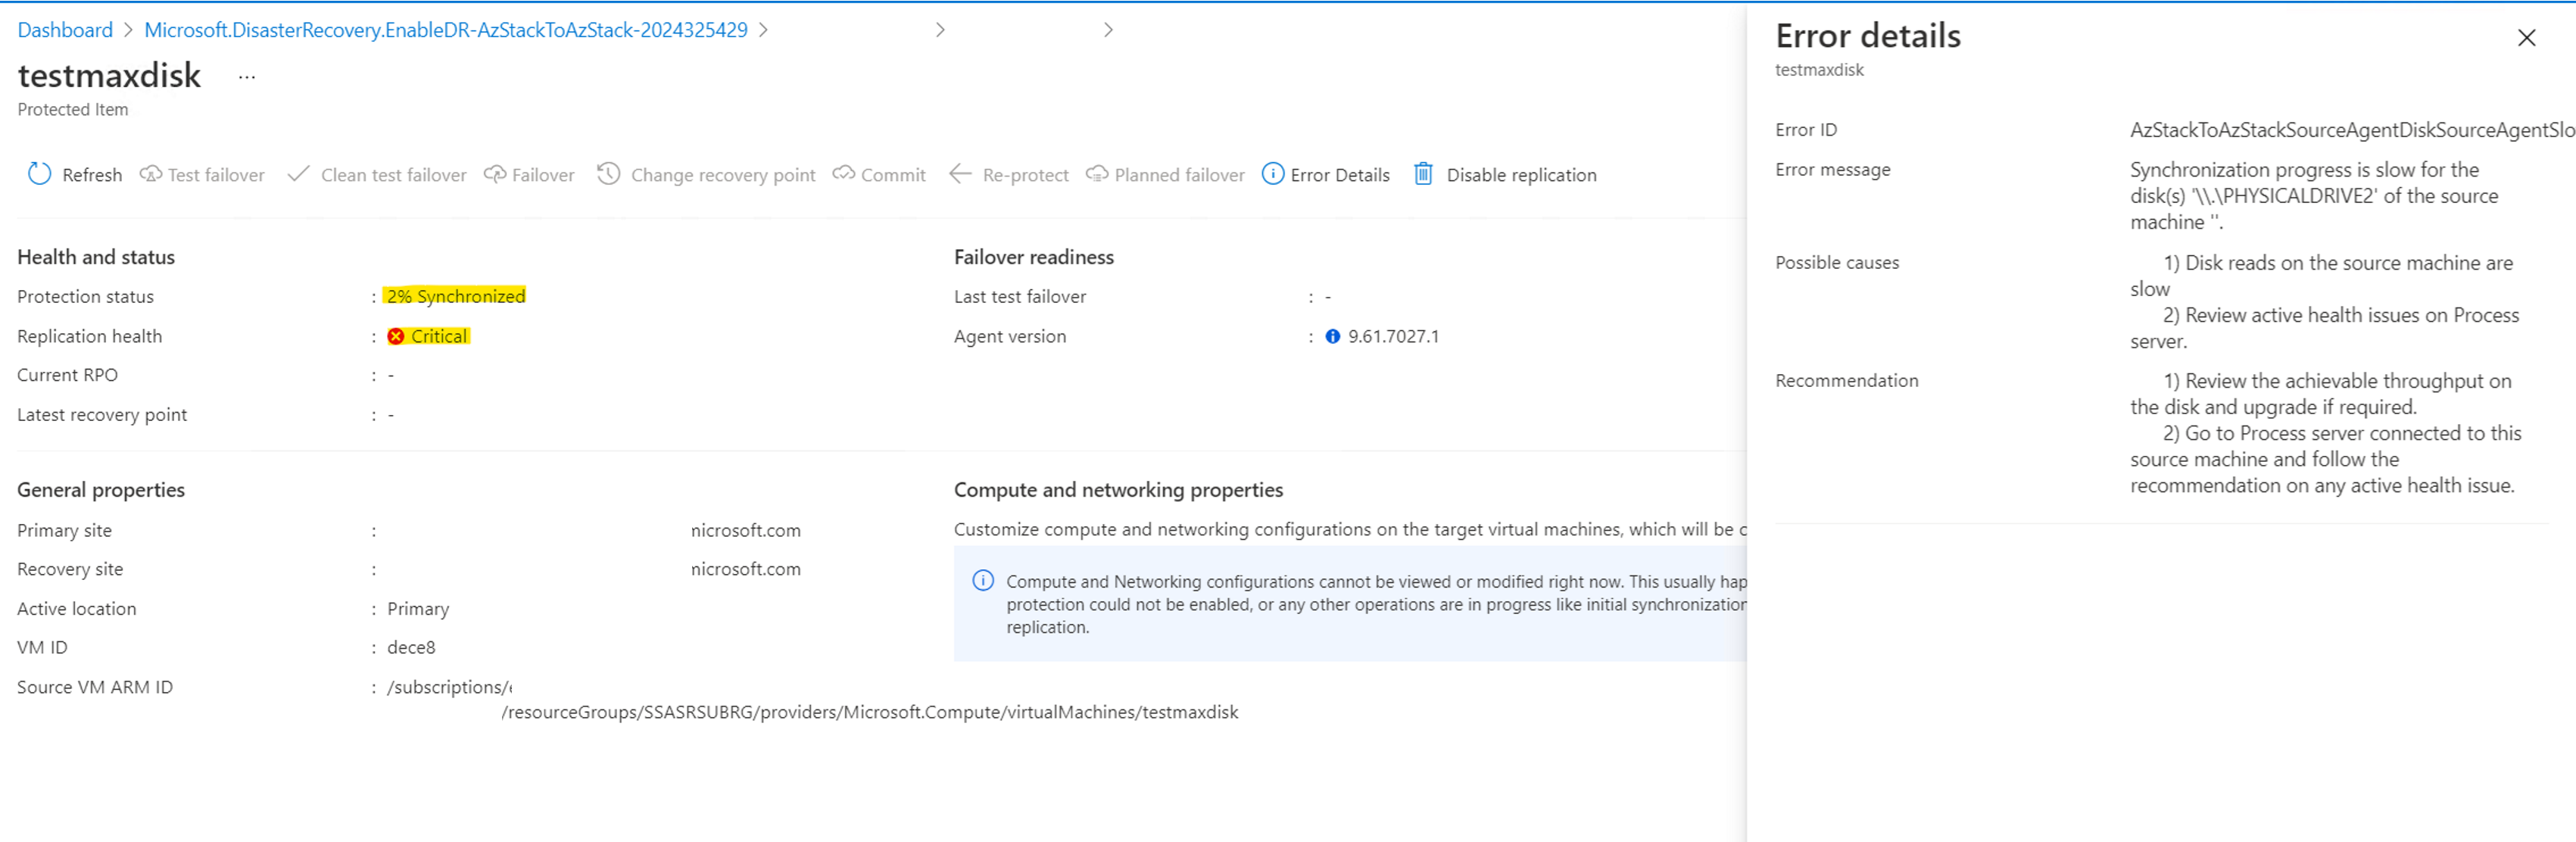 Dashboard > Microsoft.DisasterRecovery.EnableDR-AzStackToAzStack-2024325429 > > >
testmaxdisk ...
Protected Item
Refresh Test failover Clean test failover Failover Change recovery point Commit Re-protect Planned failover Error Details Disable replication
Health and status
Protection status : 2% Synchronized
Replication health : Critical
Current RPO : -
Latest recovery point : -
Failover readiness
Last test failover : -
Agent version : 9.61.7027.1
General properties
Primary site : nicrosoft.com
Recovery site : nicrosoft.com
Active location : Primary
VM ID : dece8
Source VM ARM ID : /subscriptions/
/resourceGroups/SSASRSUBRG/providers/Microsoft.Compute/virtualMachines/testmaxdisk
Compute and networking properties
Customize compute and networking configurations on the target virtual machines, which will be c
Compute and Networking configurations cannot be viewed or modified right now. This usually hap
protection could not be enabled, or any other operations are in progress like initial synchronization
replication.
Error details
testmaxdisk
Error ID AzStackToAzStackSourceAgentDiskSourceAgentSlo
Error message Synchronization progress is slow for the
disk(s) '\\.\PHYSICALDRIVE2' of the source
machine ''.
Possible causes 1) Disk reads on the source machine are
slow
2) Review active health issues on Process
server.
Recommendation 1) Review the achievable throughput on
the disk and upgrade if required.
2) Go to Process server connected to this
source machine and follow the
recommendation on any active health issue.